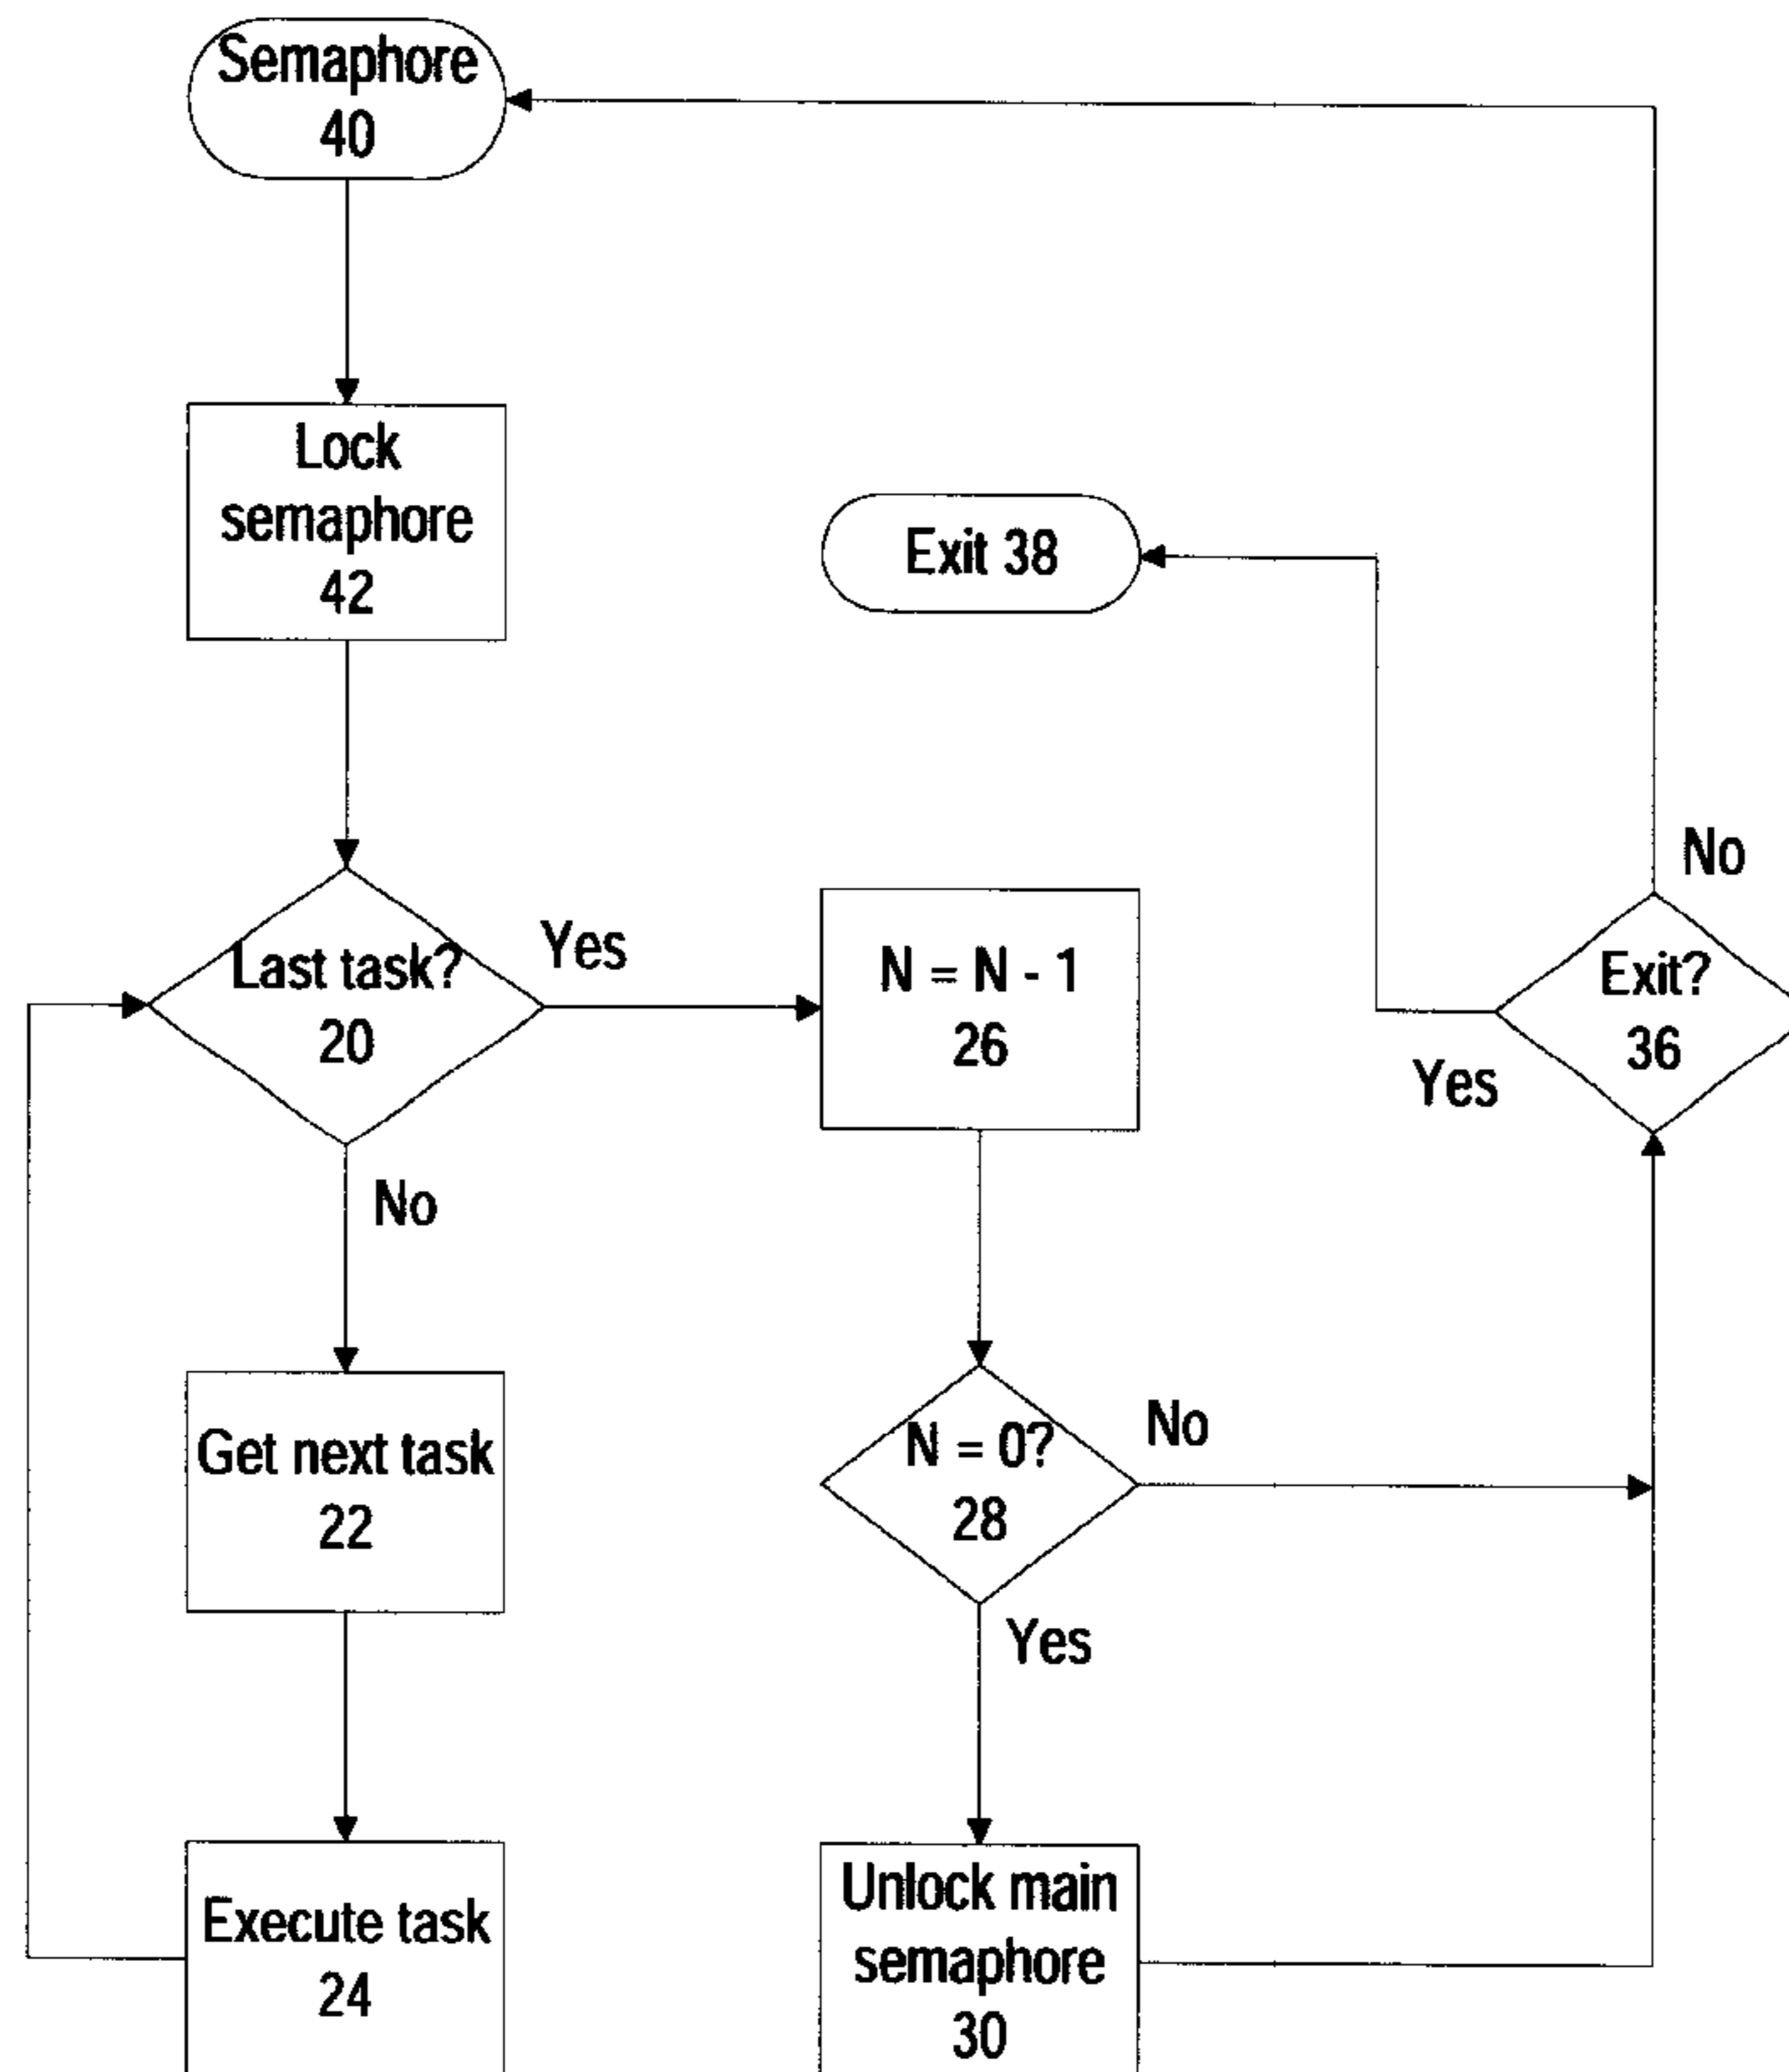 Semaphore
40
Lock
semaphore
42
Exit 38
No
Last task?
20
Yes
N = N - 1
26
Exit?
36
Yes
No
Get next task
22
N = 0?
28
No
Yes
Execute task
24
Unlock main
semaphore
30